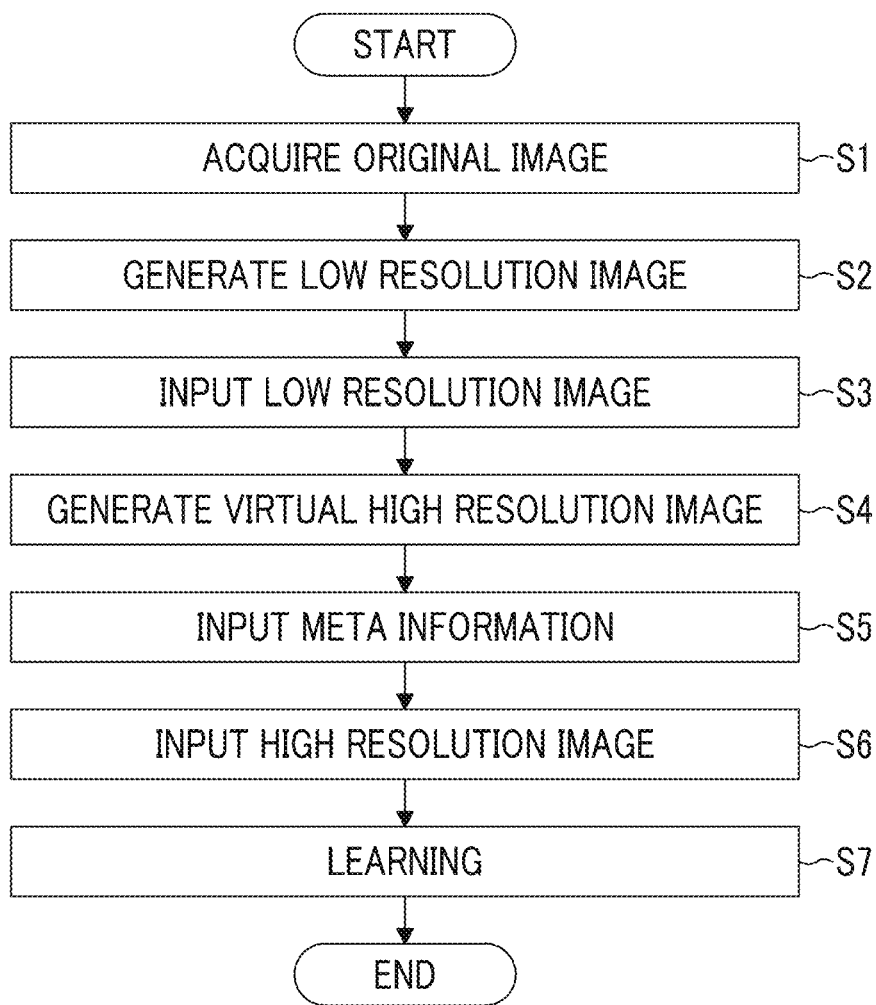 START
ACQUIRE ORIGINAL IMAGE S1
GENERATE LOW RESOLUTION IMAGE S2
INPUT LOW RESOLUTION IMAGE S3
GENERATE VIRTUAL HIGH RESOLUTION IMAGE S4
INPUT META INFORMATION S5
INPUT HIGH RESOLUTION IMAGE S6
LEARNING S7
END